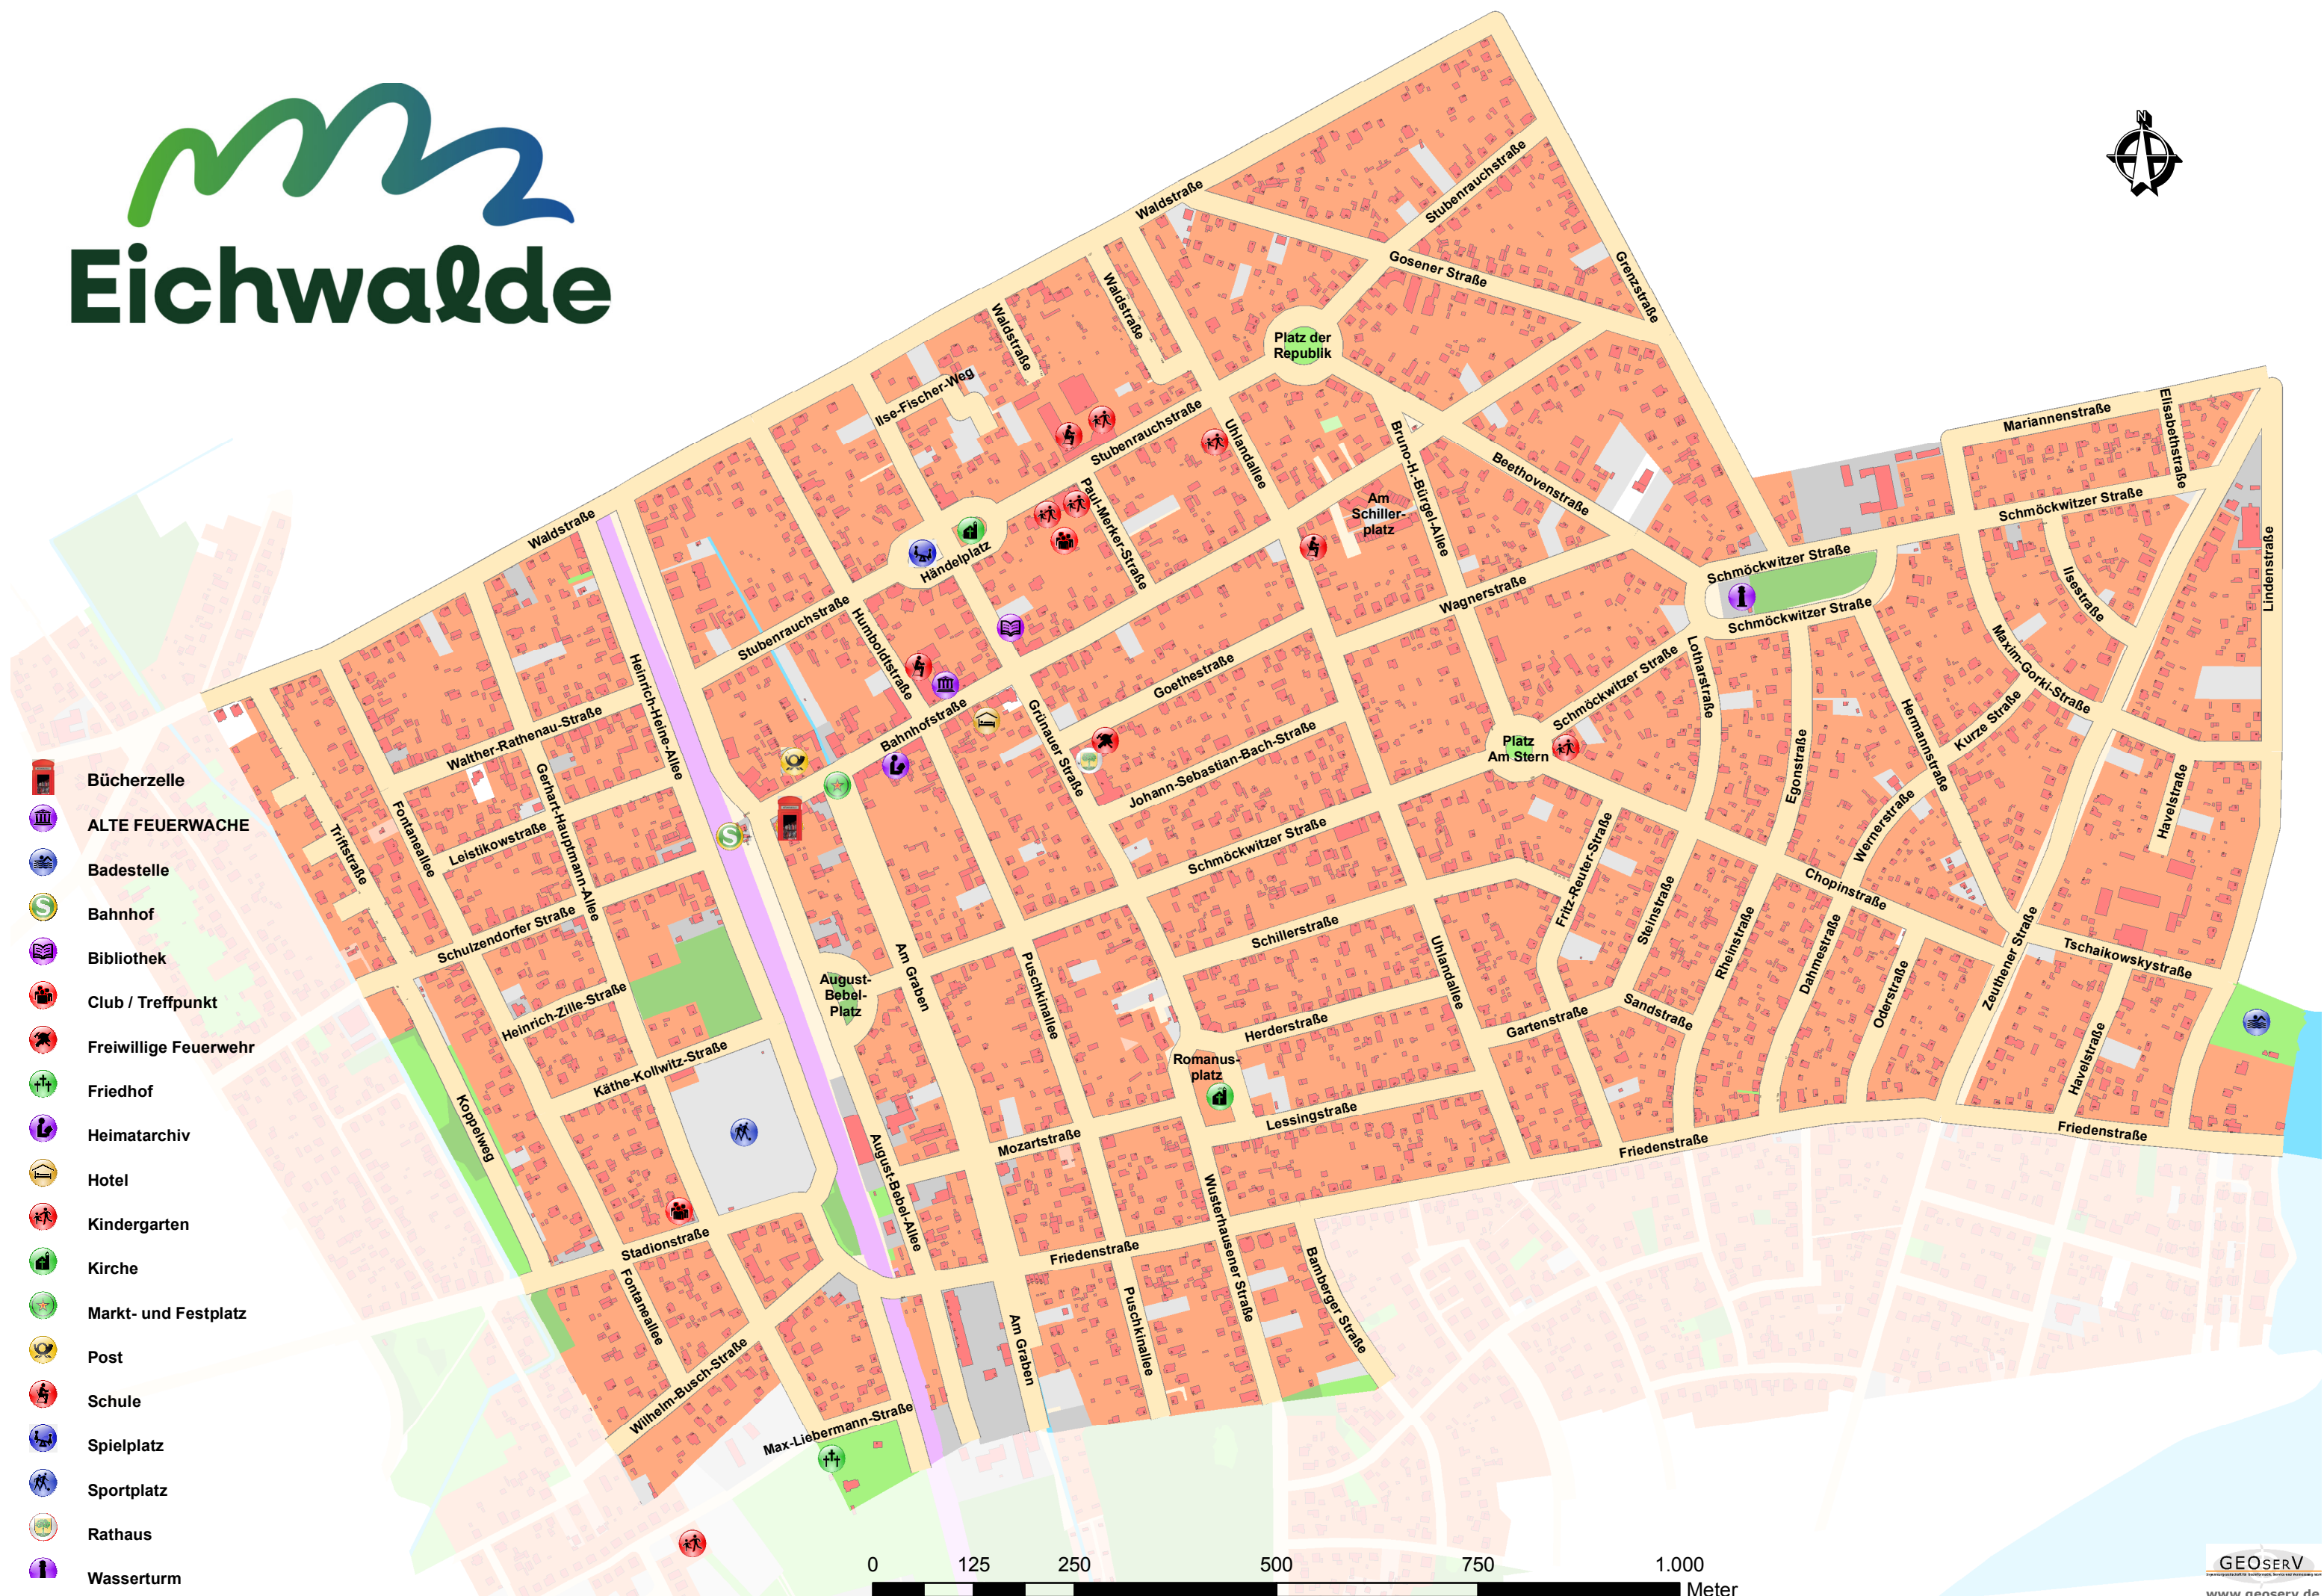 Eichwalde
N
Waldstraße
Stubenrauchstraße
Gosener Straße
Grenzstraße
Waldstraße
Waldstraße
Platz der
Republik
Ilse-Fischer-Weg
Mariannenstraße
Elisabethstraße
Stubenrauchstraße
Uhlandallee
Bruno-H.-Bürgel-Allee
Beethovenstraße
Am
Schiller-
platz
Paul-Merker-Straße
Schmöckwitzer Straße
Waldstraße
Händelplatz
Schmöckwitzer Straße
Schmöckwitzer Straße
Ilsestraße
Lindenstraße
Wagnerstraße
Stubenrauchstraße
Humboldtstraße
Heinrich-Heine-Allee
Goethestraße
Schmöckwitzer Straße
Lotharstraße
Maxim-Gorki-Straße
Kurze Straße
Hermannstraße
Walther-Rathenau-Straße
Bahnhofstraße
Grünauer Straße
Johann-Sebastian-Bach-Straße
Platz
Am Stern
Egonstraße
Havelstraße
Gerhart-Hauptmann-Allee
Fontaneallee
Triftstraße
Leistikowstraße
Schmöckwitzer Straße
Wernerstraße
Fritz-Reuter-Straße
Steinstraße
Chopinstraße
Schulzendorfer Straße
Schillerstraße
Rheinstraße
Dahmestraße
Oderstraße
Zeuthener Straße
Tschaikowskystraße
Am Graben
Puschkinallee
Uhlandallee
August-
Bebel-
Platz
Heinrich-Zille-Straße
Herderstraße
Gartenstraße
Sandstraße
Havelstraße
Käthe-Kollwitz-Straße
Romanus-
platz
Koppelweg
Lessingstraße
Mozartstraße
Friedenstraße
Friedenstraße
August-Bebel-Allee
Wusterhausener Straße
Stadionstraße
Friedenstraße
Fontaneallee
Puschkinallee
Bamberger Straße
Am Graben
Wilhelm-Busch-Straße
Max-Liebermann-Straße
Bücherzelle
ALTE FEUERWACHE
Badestelle
S
Bahnhof
Bibliothek
Club / Treffpunkt
Freiwillige Feuerwehr
Friedhof
Heimatarchiv
Hotel
Kindergarten
Kirche
Markt- und Festplatz
Post
Schule
Spielplatz
Sportplatz
Rathaus
Wasserturm
S
0 125 250 500 750 1.000
Meter
GEOSERV
www.geoserv.de